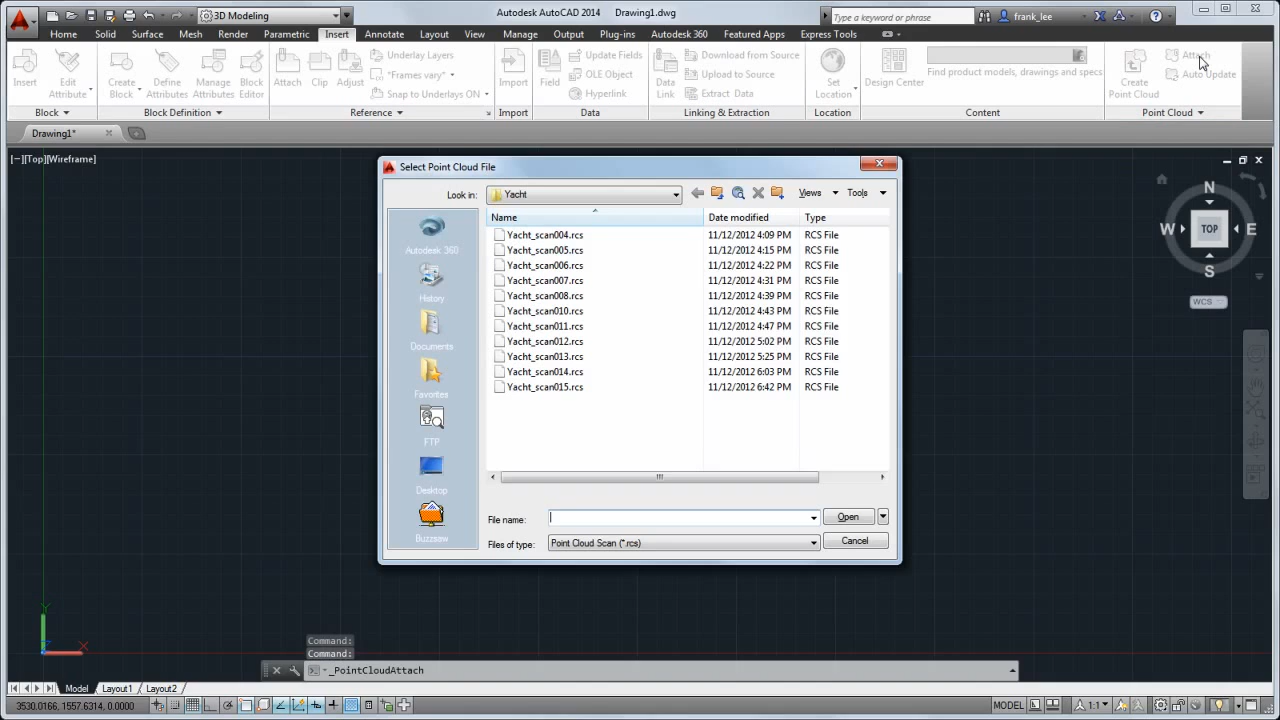 3D Modeling
Autodesk AutoCAD 2014 Drawing1.dwg
Type a keyword or phrase
frank_lee
Home Solid Surface Mesh Render Parametric Insert Annotate Layout View Manage Output Plug-ins Autodesk 360 Featured Apps Express Tools
Insert
Edit Attribute
Block
Create Block
Define Attributes
Manage Attributes
Block Editor
Block Definition
Attach
Clip
Adjust
Underlay Layers
*Frames vary*
Snap to Underlays ON
Reference
Import
Import
Field
Update Fields
OLE Object
Hyperlink
Data
Data Link
Download from Source
Upload to Source
Extract Data
Linking & Extraction
Set Location
Location
Design Center
Find product models, drawings and specs
Content
Create Point Cloud
Attach
Auto Update
Point Cloud
Drawing1*
[−][Top][Wireframe]
Select Point Cloud File
Look in: Yacht
Views Tools
Name Date modified Type
Yacht_scan004.rcs 11/12/2012 4:09 PM RCS File
Yacht_scan005.rcs 11/12/2012 4:15 PM RCS File
Yacht_scan006.rcs 11/12/2012 4:22 PM RCS File
Yacht_scan007.rcs 11/12/2012 4:31 PM RCS File
Yacht_scan008.rcs 11/12/2012 4:39 PM RCS File
Yacht_scan010.rcs 11/12/2012 4:43 PM RCS File
Yacht_scan011.rcs 11/12/2012 4:47 PM RCS File
Yacht_scan012.rcs 11/12/2012 5:02 PM RCS File
Yacht_scan013.rcs 11/12/2012 5:25 PM RCS File
Yacht_scan014.rcs 11/12/2012 6:03 PM RCS File
Yacht_scan015.rcs 11/12/2012 6:42 PM RCS File
Autodesk 360
History
Documents
Favorites
FTP
Desktop
Buzzsaw
File name:
Open
Files of type: Point Cloud Scan (*.rcs)
Cancel
N
W TOP E
S
WCS
Y
X
Command:
Command:
_PointCloudAttach
Model Layout1 Layout2
3530.0166, 1557.6314, 0.0000
MODEL
1:1